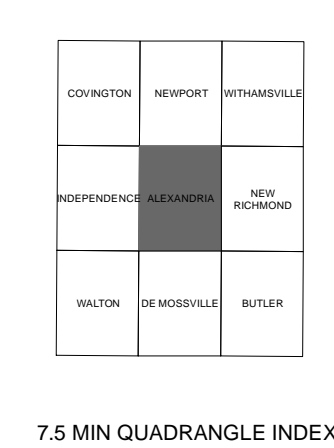 COVINGTON NEWPORT WITHAMSVILLE
INDEPENDENCE ALEXANDRIA NEW RICHMOND
WALTON DE MOSSVILLE BUTLER
7.5 MIN QUADRANGLE INDEX